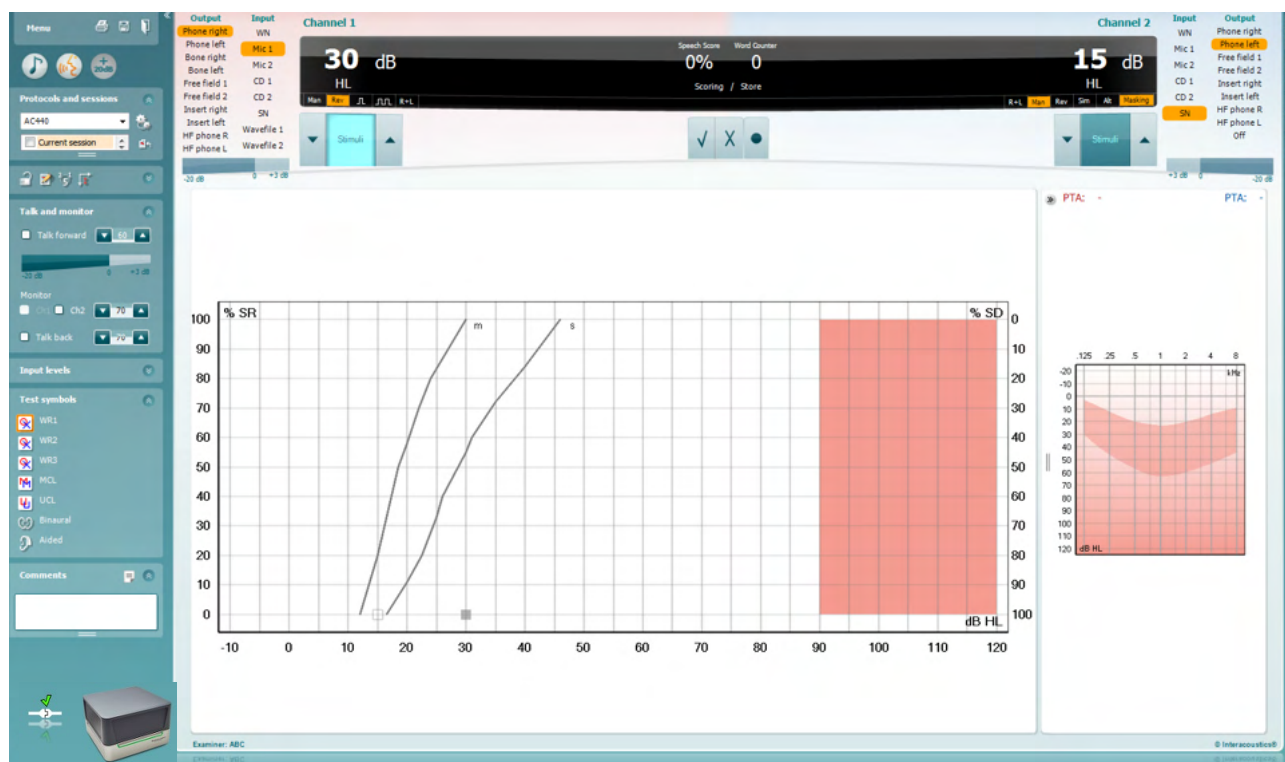 Menu
Protocols and sessions
AC440
Current session
Talk and monitor
Talk forward 60
-20 dB 0 +3 dB
Monitor
Ch1 Ch2 70
Talk back 70
Input levels
Test symbols
WR1
WR2
WR3
MCL
UCL
Binaural
Aided
Comments
Output Input
Phone right WN
Phone left Mic 1
Bone right Mic 2
Bone left CD 1
Free field 1 CD 2
Free field 2 SN
Insert right Wavefile 1
Insert left Wavefile 2
HF phone R
HF phone L
-20 dB 0 +3 dB
Channel 1
30 dB
HL
Man Rev R+L
Speech Score Word Counter
0% 0
Scoring / Store
Channel 2
15 dB
HL
R+L Man Rev Sim Alt Masking
Stimuli
Stimuli
Input Output
WN Phone right
Mic 1 Phone left
Mic 2 Free field 1
CD 1 Free field 2
CD 2 Insert right
SN Insert left
HF phone R
HF phone L
Off
+3 dB 0 -20 dB
% SR % SD
m s
100 0
90 10
80 20
70 30
60 40
50 50
40 60
30 70
20 80
10 90
0 100
dB HL
-10 0 10 20 30 40 50 60 70 80 90 100 110 120
PTA: - PTA: -
.125 .25 .5 1 2 4 8
kHz
-20
-10
0
10
20
30
40
50
60
70
80
90
100
110
120
dB HL
Examiner: ABC
© Interacoustics®